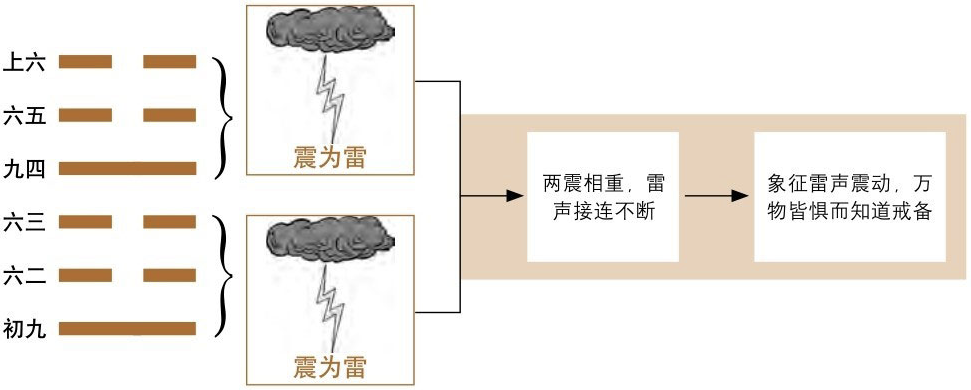 上六
六五
九四
六三
六二
初九
震为雷
震为雷
两震相重，雷
声接连不断
象征雷声震动，万
物皆惧而知道戒备